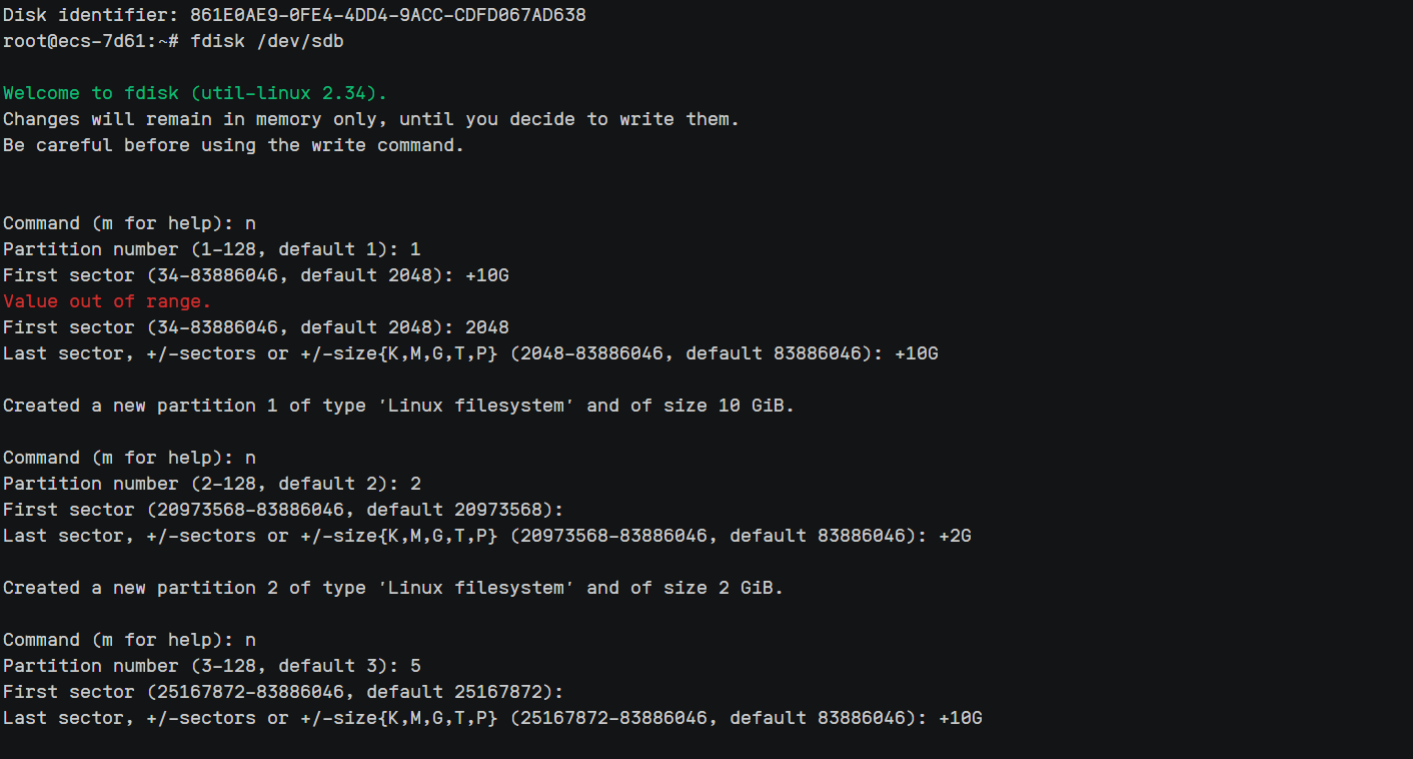 Disk identifier: 861E0AE9-0FE4-4DD4-9ACC-CDFD067AD638
root@ecs-7d61:~# fdisk /dev/sdb
Welcome to fdisk (util-linux 2.34).
Changes will remain in memory only, until you decide to write them.
Be careful before using the write command.
Command (m for help): n
Partition number (1-128, default 1): 1
First sector (34-83886046, default 2048): +10G
Value out of range.
First sector (34-83886046, default 2048): 2048
Last sector, +/-sectors or +/-size{K,M,G,T,P} (2048-83886046, default 83886046): +10G
Created a new partition 1 of type 'Linux filesystem' and of size 10 GiB.
Command (m for help): n
Partition number (2-128, default 2): 2
First sector (20973568-83886046, default 20973568):
Last sector, +/-sectors or +/-size{K,M,G,T,P} (20973568-83886046, default 83886046): +2G
Created a new partition 2 of type 'Linux filesystem' and of size 2 GiB.
Command (m for help): n
Partition number (3-128, default 3): 5
First sector (25167872-83886046, default 25167872):
Last sector, +/-sectors or +/-size{K,M,G,T,P} (25167872-83886046, default 83886046): +10G